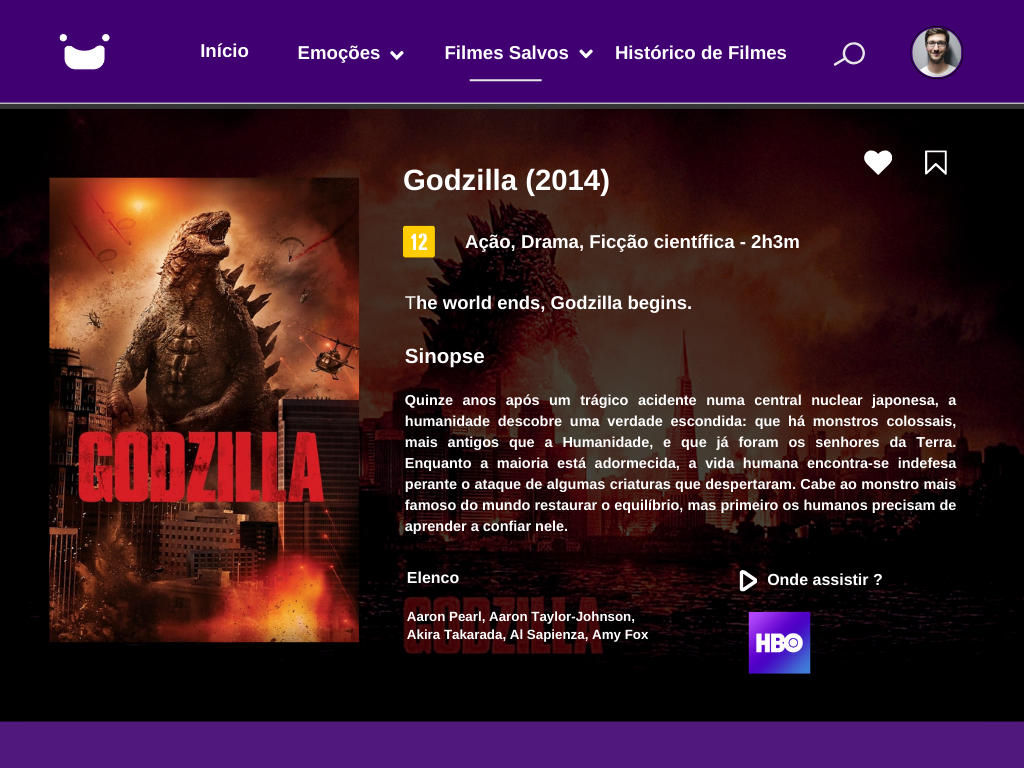 Início
Emoções
Filmes Salvos
Histórico de Filmes
Godzilla (2014)
12
Ação, Drama, Ficção científica - 2h3m
The world ends, Godzilla begins.
Sinopse
Quinze anos após um trágico acidente numa central nuclear japonesa, a
humanidade descobre uma verdade escondida: que há monstros colossais,
mais antigos que a Humanidade, e que já foram os senhores da Terra.
Enquanto a maioria está adormecida, a vida humana encontra-se indefesa
perante o ataque de algumas criaturas que despertaram. Cabe ao monstro mais
famoso do mundo restaurar o equilíbrio, mas primeiro os humanos precisam de
aprender a confiar nele.
GODZILLA
Elenco
Onde assistir ?
Aaron Pearl, Aaron Taylor-Johnson,
Akira Takarada, Al Sapienza, Amy Fox
GODZILLA
HBO